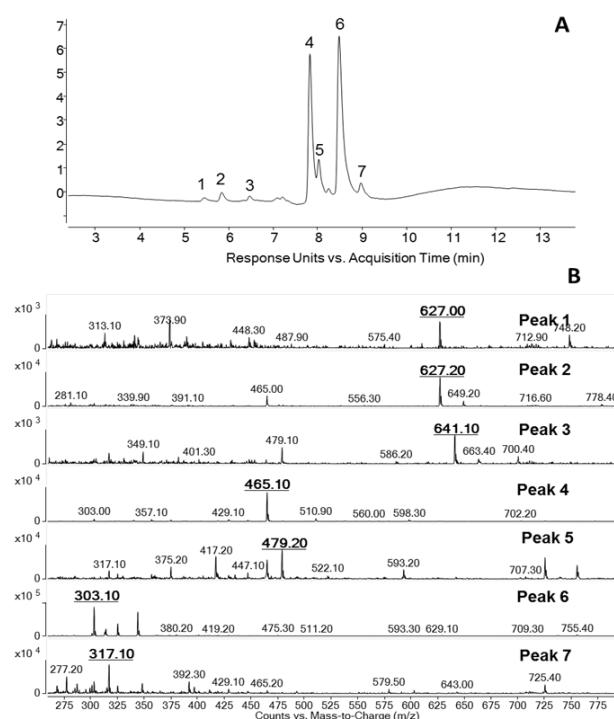 A
7
6
5
4
3
2
1
0
1 2 3 4 5 6 7
3 4 5 6 7 8 9 10 11 12 13
Response Units vs. Acquisition Time (min)
B
x10 3 313.10 373.90 448.30 487.90 575.40 627.00 712.90 748.20 Peak 1
0
x10 4 281.10 339.90 391.10 465.00 556.30 627.20 649.20 716.60 778.40 Peak 2
0
x10 3 349.10 401.30 479.10 586.20 641.10 663.40 700.40 Peak 3
0
x10 4 303.00 357.10 429.10 465.10 510.90 560.00 598.30 702.20 Peak 4
0
x10 4 317.10 375.20 417.20 447.10 479.20 522.10 593.20 707.30 Peak 5
0
x10 5 303.10 380.20 419.20 475.30 511.20 593.30 629.10 709.30 755.40 Peak 6
0
x10 4 277.20 317.10 392.30 429.10 465.20 579.50 643.00 725.40 Peak 7
0
275 300 325 350 375 400 425 450 475 500 525 550 575 600 625 650 675 700 725 750 775
Counts vs. Mass-to-Charge (m/z)